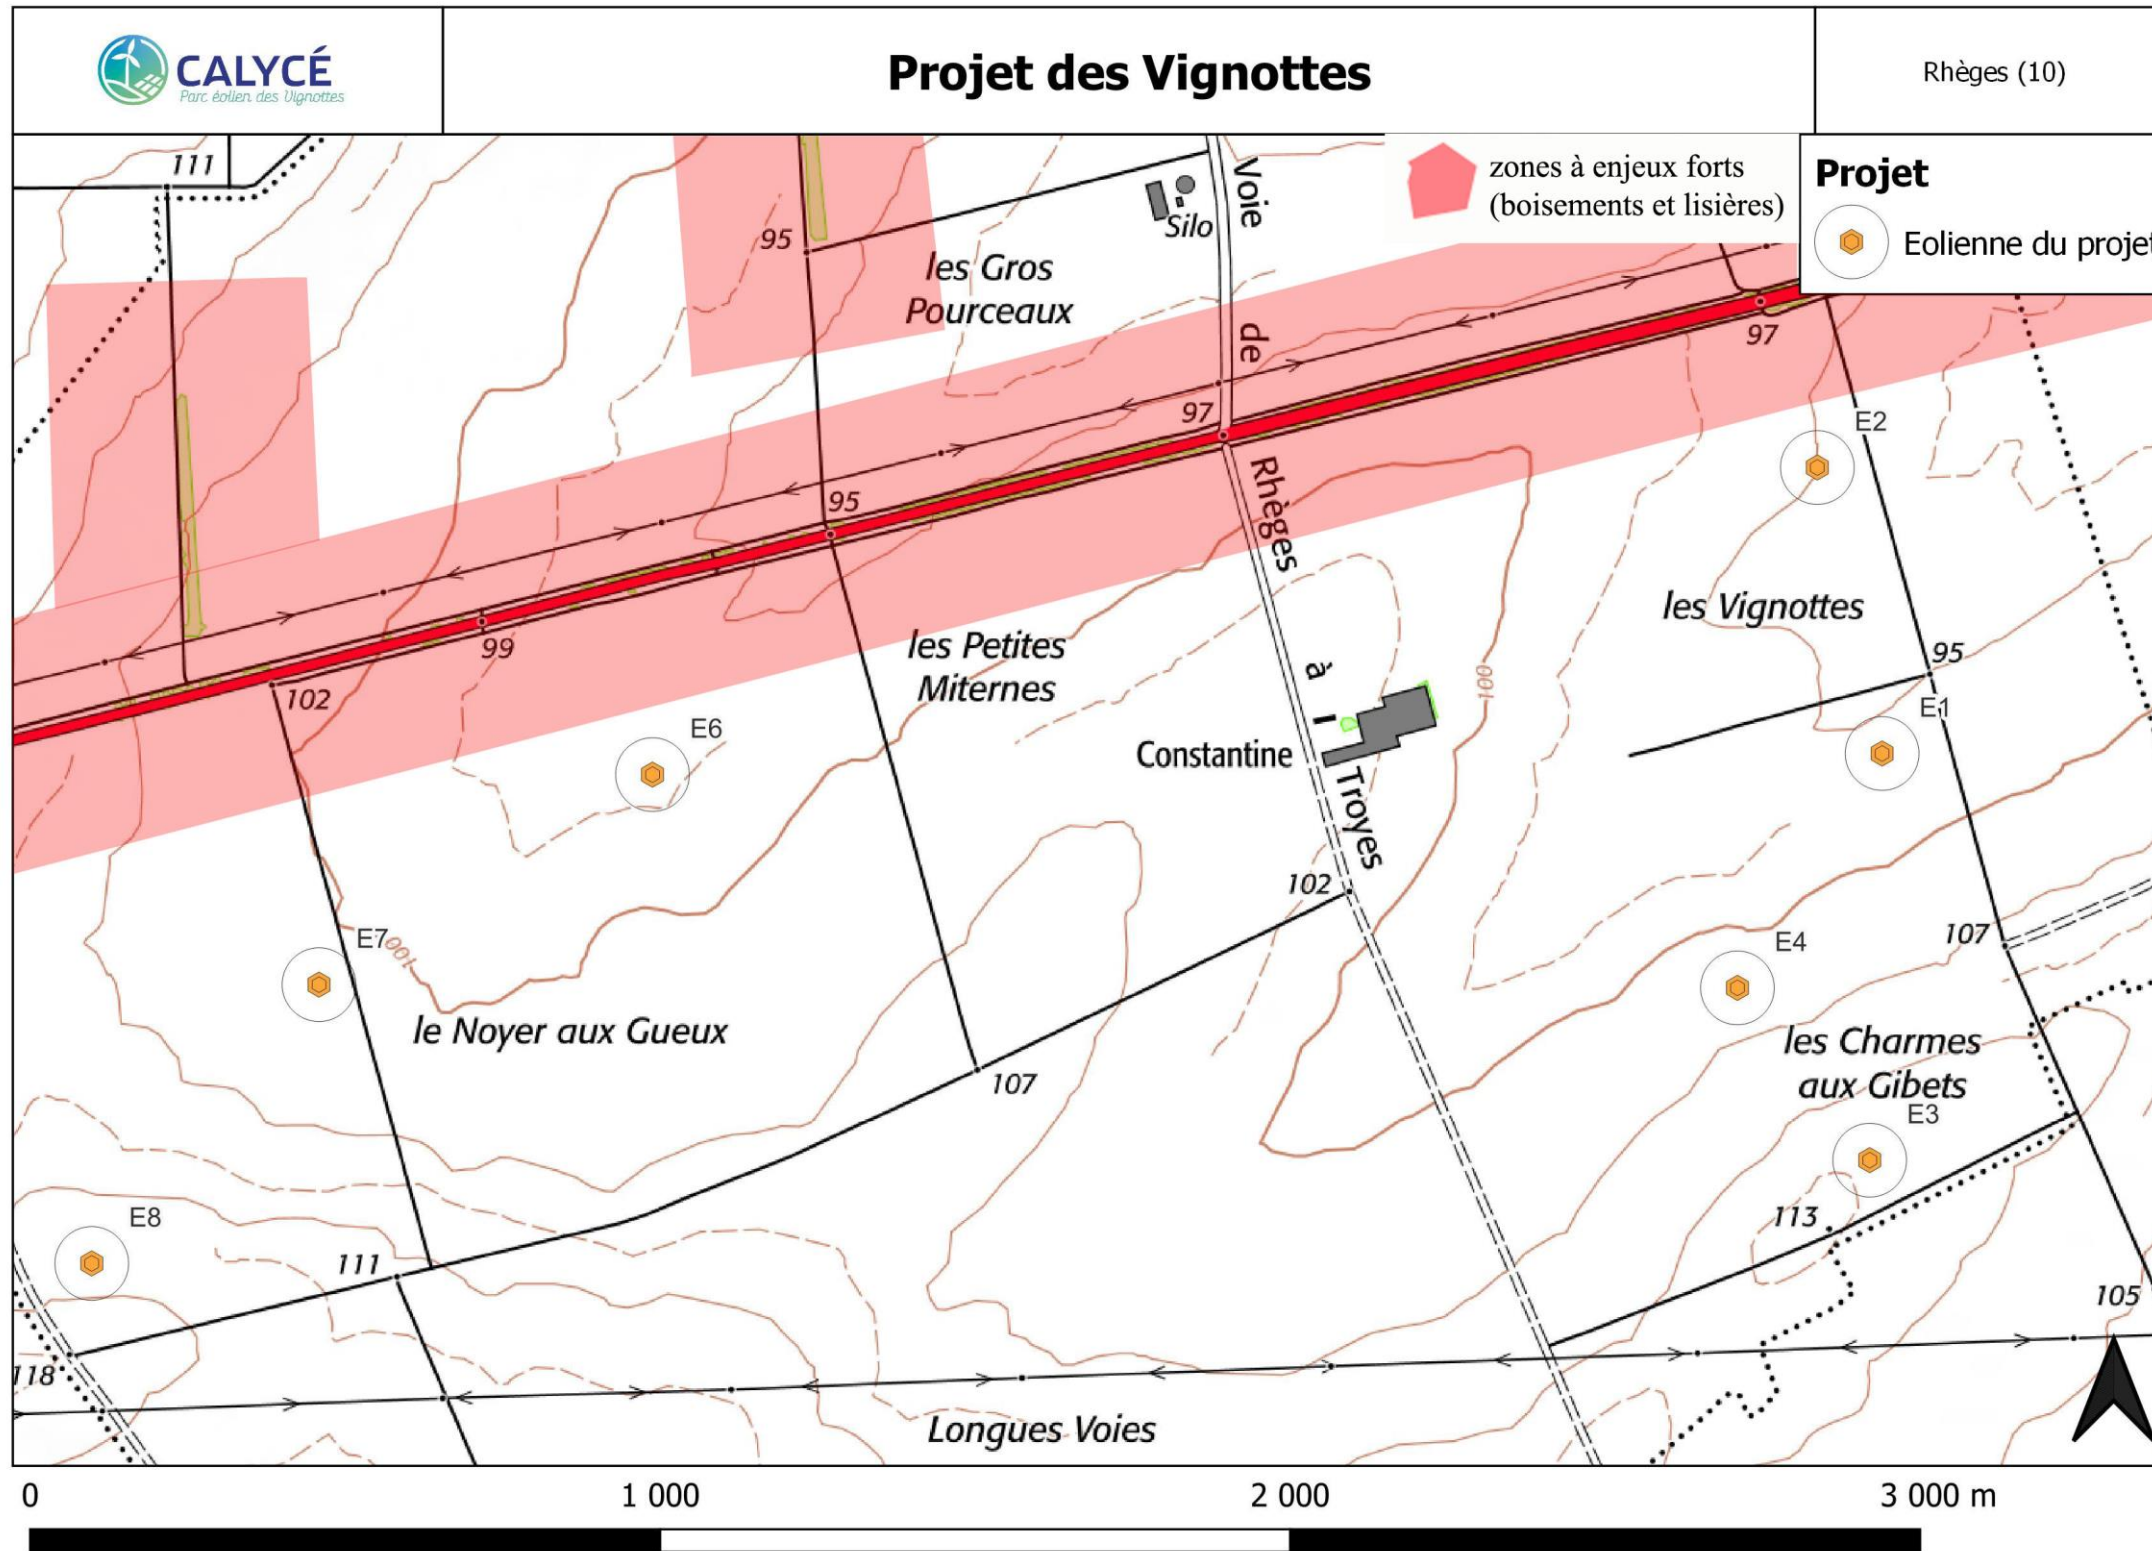 CALYCÉ
Parc éolien des Vignottes
Projet des Vignottes
Rhèges (10)
zones à enjeux forts
(boisements et lisières)
Projet
Eolienne du projet
111
95
Silo
Voie
de
Rhèges
à
Troyes
les Gros
Pourceaux
97
97
E2
95
99
102
les Petites
Miternes
les Vignottes
95
E1
E6
100
Constantine
102
E7
100
107
E4
le Noyer aux Gueux
107
les Charmes
aux Gibets
E3
113
E8
111
105
118
Longues Voies
0
1 000
2 000
3 000 m